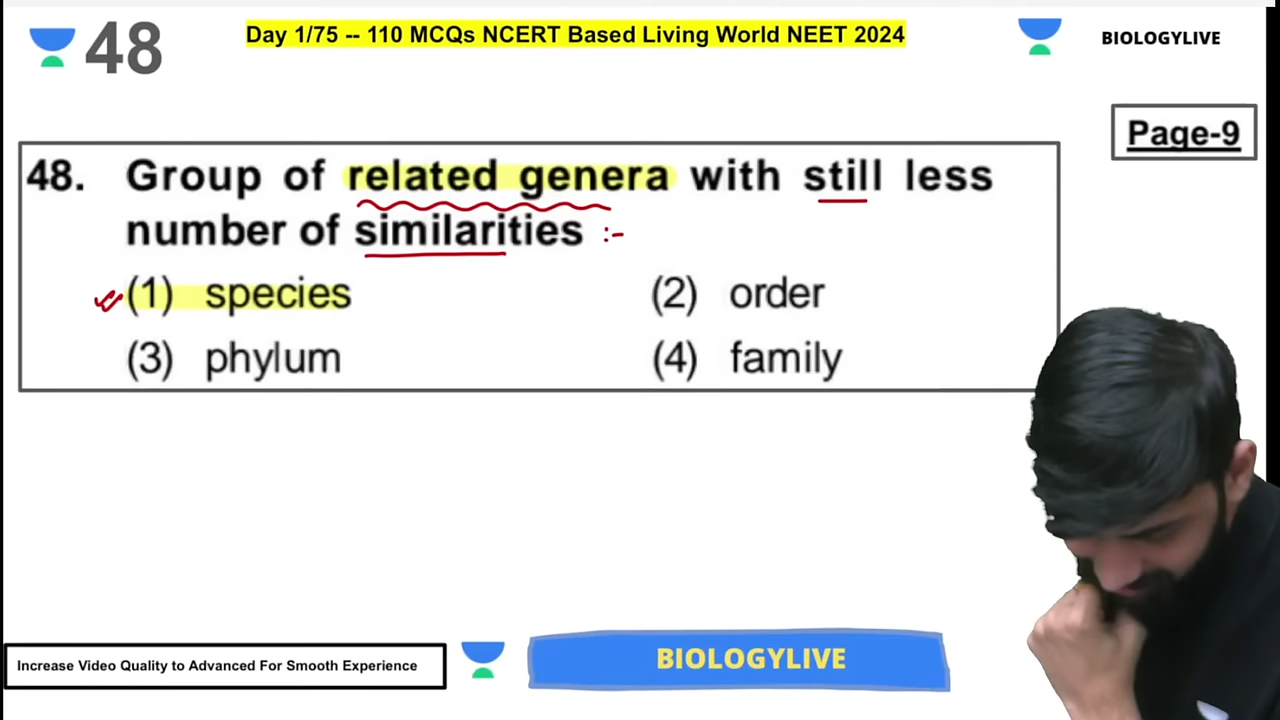 48
Day 1/75 -- 110 MCQs NCERT Based Living World NEET 2024
BIOLOGYLIVE
Page-9
48. Group of related genera with still less
number of similarities :-
(1) species (2) order
(3) phylum (4) family
Increase Video Quality to Advanced For Smooth Experience
BIOLOGYLIVE